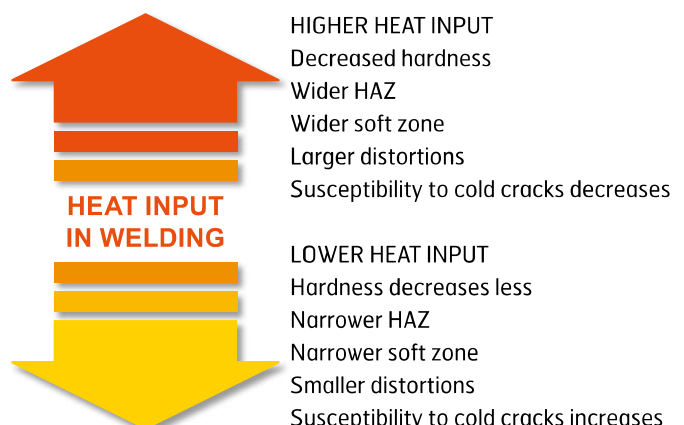 HIGHER HEAT INPUT
Decreased hardness
Wider HAZ
Wider soft zone
Larger distortions
Susceptibility to cold cracks decreases
HEAT INPUT
IN WELDING
LOWER HEAT INPUT
Hardness decreases less
Narrower HAZ
Narrower soft zone
Smaller distortions
Susceptibility to cold cracks increases